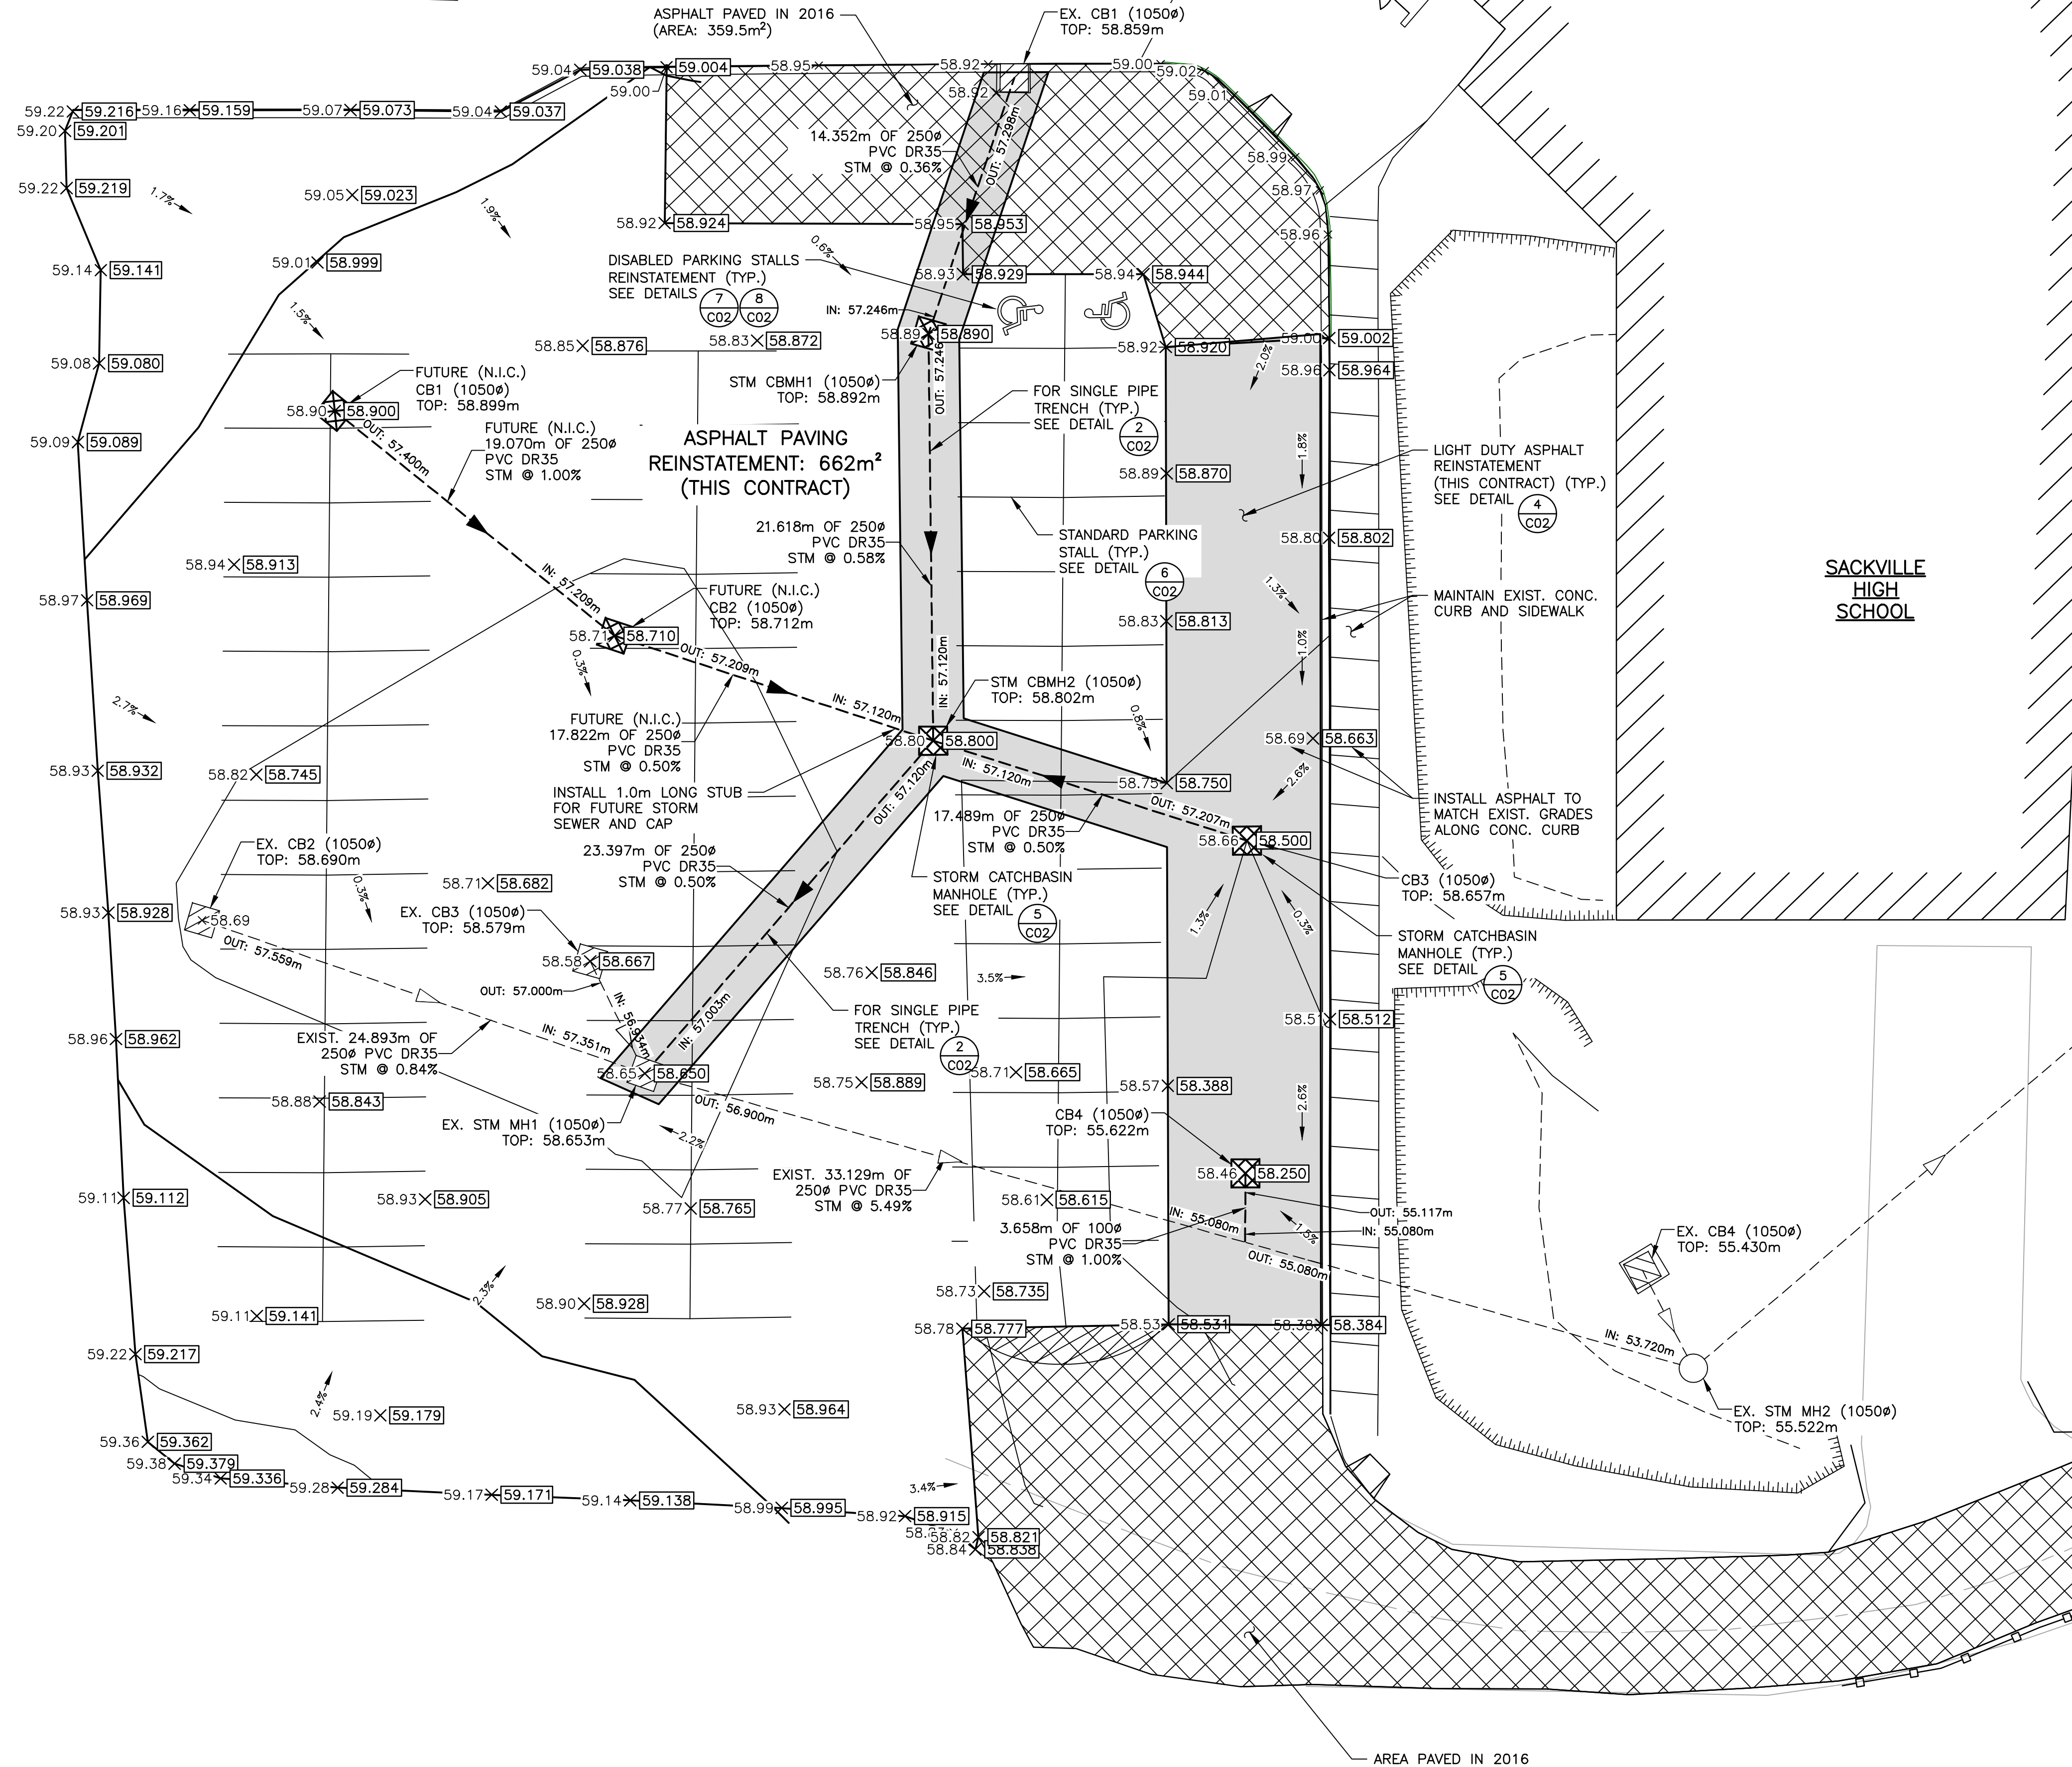 ASPHALT PAVED IN 2016
(AREA: 359.5m²)
EX. CB1 (1050ø)
TOP: 58.859m
59.04 59.038
59.004
58.95
58.92
59.00
59.02
59.00
58.92
59.01
59.22 59.216
59.16 59.159
59.07 59.073
59.04 59.037
59.20 59.201
14.352m OF 250ø
PVC DR35
STM @ 0.36%
OUT: 57.298m
58.99
58.97
59.22 59.219
1.7%
59.05 59.023
1.9%
58.92 58.924
58.95 58.953
58.96
59.14 59.141
59.01 58.999
0.6%
DISABLED PARKING STALLS
REINSTATEMENT (TYP.)
SEE DETAILS
7
C02
8
C02
58.93 58.929
58.94 58.944
1.5%
IN: 57.246m
58.89 58.890
59.00 59.002
58.85 58.876
58.83 58.872
58.92 58.920
2.0%
59.08 59.080
58.96 58.964
FUTURE (N.I.C.)
CB1 (1050ø)
TOP: 58.899m
STM CBMH1 (1050ø)
TOP: 58.892m
OUT: 57.246
FOR SINGLE PIPE
TRENCH (TYP.)
SEE DETAIL
2
C02
58.90 58.900
59.09 59.089
OUT: 57.400m
FUTURE (N.I.C.)
19.070m OF 250ø
PVC DR35
STM @ 1.00%
ASPHALT PAVING
REINSTATEMENT: 662m²
(THIS CONTRACT)
58.89 58.870
1.8%
LIGHT DUTY ASPHALT
REINSTATEMENT
(THIS CONTRACT) (TYP.)
SEE DETAIL
4
C02
21.618m OF 250ø
PVC DR35
STM @ 0.58%
STANDARD PARKING
STALL (TYP.)
SEE DETAIL
6
C02
58.80 58.802
58.94 58.913
IN: 57.209m
58.97 58.969
FUTURE (N.I.C.)
CB2 (1050ø)
TOP: 58.712m
1.3%
MAINTAIN EXIST. CONC.
CURB AND SIDEWALK
SACKVILLE
HIGH
SCHOOL
58.71 58.710
58.83 58.813
1.0%
0.3%
OUT: 57.209m
IN: 57.120m
IN: 57.120m
STM CBMH2 (1050ø)
TOP: 58.802m
2.7%
FUTURE (N.I.C.)
17.822m OF 250ø
PVC DR35
STM @ 0.50%
0.8%
58.80 58.800
58.69 58.663
58.93 58.932
58.82 58.745
IN: 57.120m
58.75 58.750
2.6%
INSTALL 1.0m LONG STUB
FOR FUTURE STORM
SEWER AND CAP
OUT: 57.120m
OUT: 57.207m
17.489m OF 250ø
PVC DR35
STM @ 0.50%
INSTALL ASPHALT TO
MATCH EXIST. GRADES
ALONG CONC. CURB
58.66 58.500
EX. CB2 (1050ø)
TOP: 58.690m
23.397m OF 250ø
PVC DR35
STM @ 0.50%
0.3%
58.71 58.682
STORM CATCHBASIN
MANHOLE (TYP.)
SEE DETAIL
5
C02
CB3 (1050ø)
TOP: 58.657m
58.93 58.928
58.69
EX. CB3 (1050ø)
TOP: 58.579m
1.3%
0.3%
OUT: 57.559m
STORM CATCHBASIN
MANHOLE (TYP.)
SEE DETAIL
5
C02
58.58 58.667
58.76 58.846
3.5%
OUT: 57.000m
IN: 56.934m
IN: 57.003m
FOR SINGLE PIPE
TRENCH (TYP.)
SEE DETAIL
2
C02
58.51 58.512
58.96 58.962
EXIST. 24.893m OF
250ø PVC DR35
STM @ 0.84%
IN: 57.351m
58.65 58.650
58.75 58.889
58.71 58.665
58.57 58.388
58.88 58.843
OUT: 56.900m
CB4 (1050ø)
TOP: 55.622m
2.6%
EX. STM MH1 (1050ø)
TOP: 58.653m
2.2%
EXIST. 33.129m OF
250ø PVC DR35
STM @ 5.49%
58.46 58.250
59.11 59.112
58.93 58.905
58.77 58.765
58.61 58.615
IN: 55.080m
OUT: 55.117m
IN: 55.080m
1.5%
3.658m OF 100ø
PVC DR35
STM @ 1.00%
OUT: 55.080m
EX. CB4 (1050ø)
TOP: 55.430m
2.3%
58.73 58.735
58.90 58.928
59.11 59.141
58.78 58.777
58.53 58.531
58.38 58.384
IN: 53.720m
59.22 59.217
2.4%
59.19 59.179
58.93 58.964
EX. STM MH2 (1050ø)
TOP: 55.522m
59.36 59.362
59.38 59.379
59.34 59.336
59.28 59.284
59.17 59.171
59.14 59.138
58.99 58.995
3.4%
58.92 58.915
58.82 58.821
58.84 58.838
AREA PAVED IN 2016